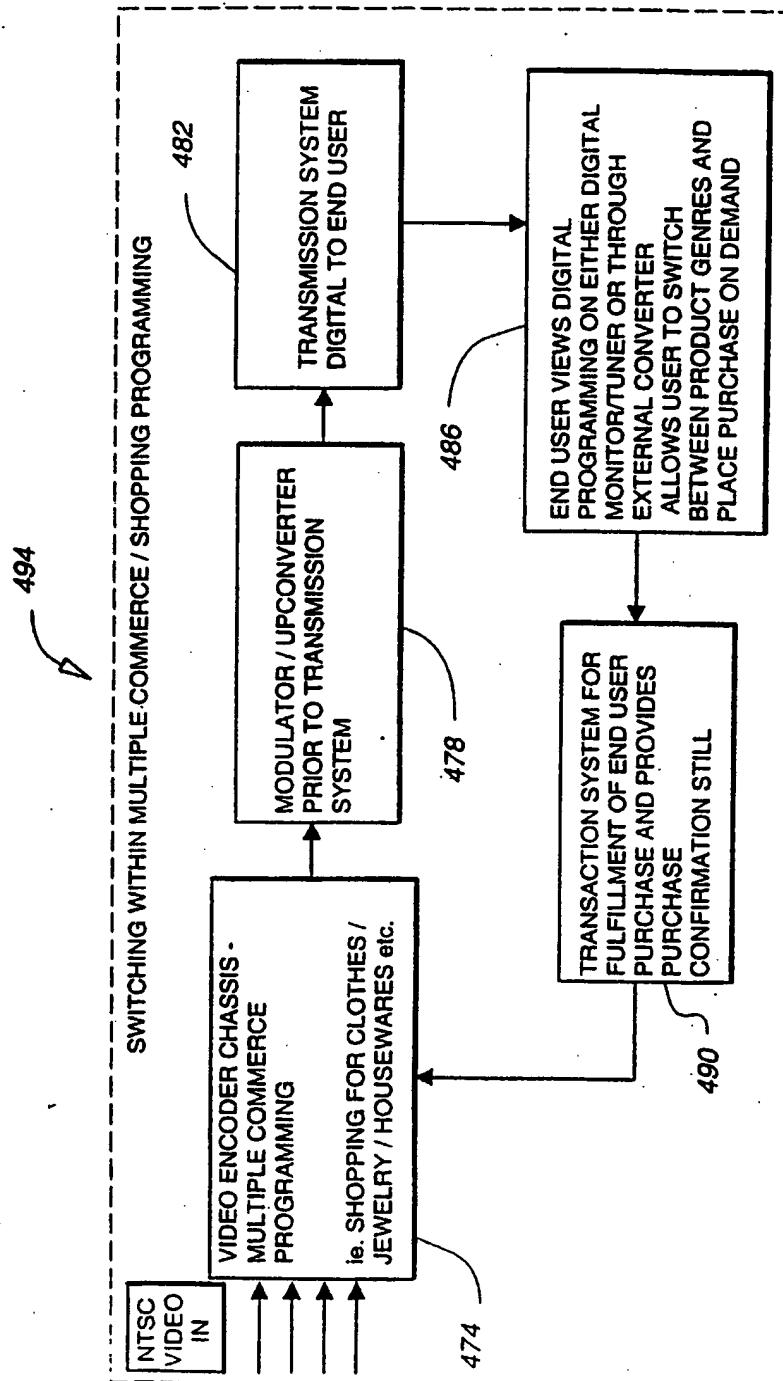 494
SWITCHING WITHIN MULTIPLE COMMERCE / SHOPPING PROGRAMMING
NTSC
VIDEO
IN
VIDEO ENCODER CHASSIS -
MULTIPLE COMMERCE
PROGRAMMING
ie. SHOPPING FOR CLOTHES /
JEWELRY / HOUSEWARES etc.
474
MODULATOR / UPCONVERTER
PRIOR TO TRANSMISSION
SYSTEM
478
TRANSMISSION SYSTEM
DIGITAL TO END USER
482
END USER VIEWS DIGITAL
PROGRAMMING ON EITHER DIGITAL
MONITOR/TUNER OR THROUGH
EXTERNAL CONVERTER
ALLOWS USER TO SWITCH
BETWEEN PRODUCT GENRES AND
PLACE PURCHASE ON DEMAND
486
TRANSACTION SYSTEM FOR
FULFILLMENT OF END USER
PURCHASE AND PROVIDES
PURCHASE
CONFIRMATION STILL
490